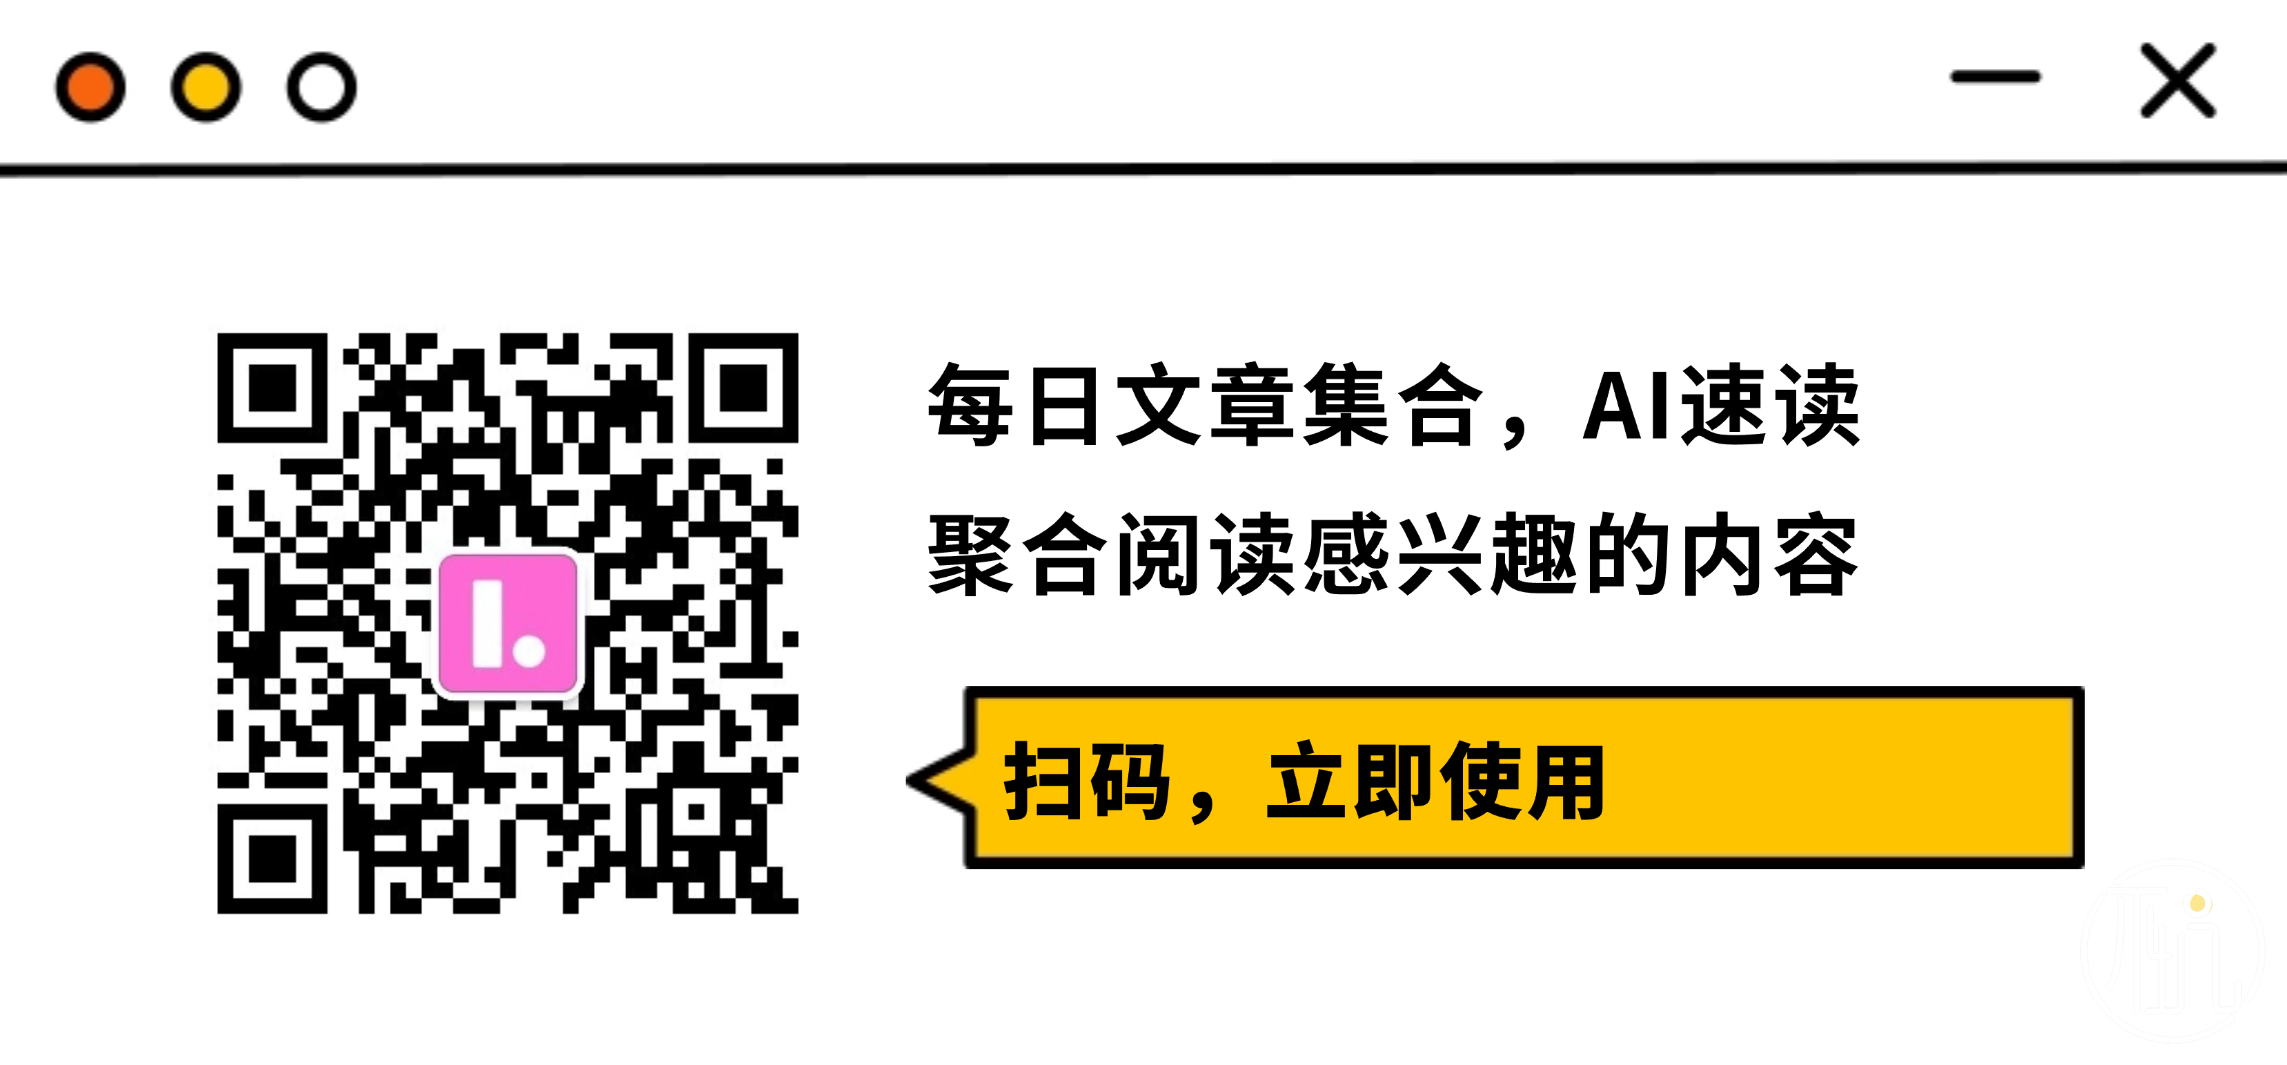 每日文章集合，AI速读
聚合阅读感兴趣的内容
扫码，立即使用